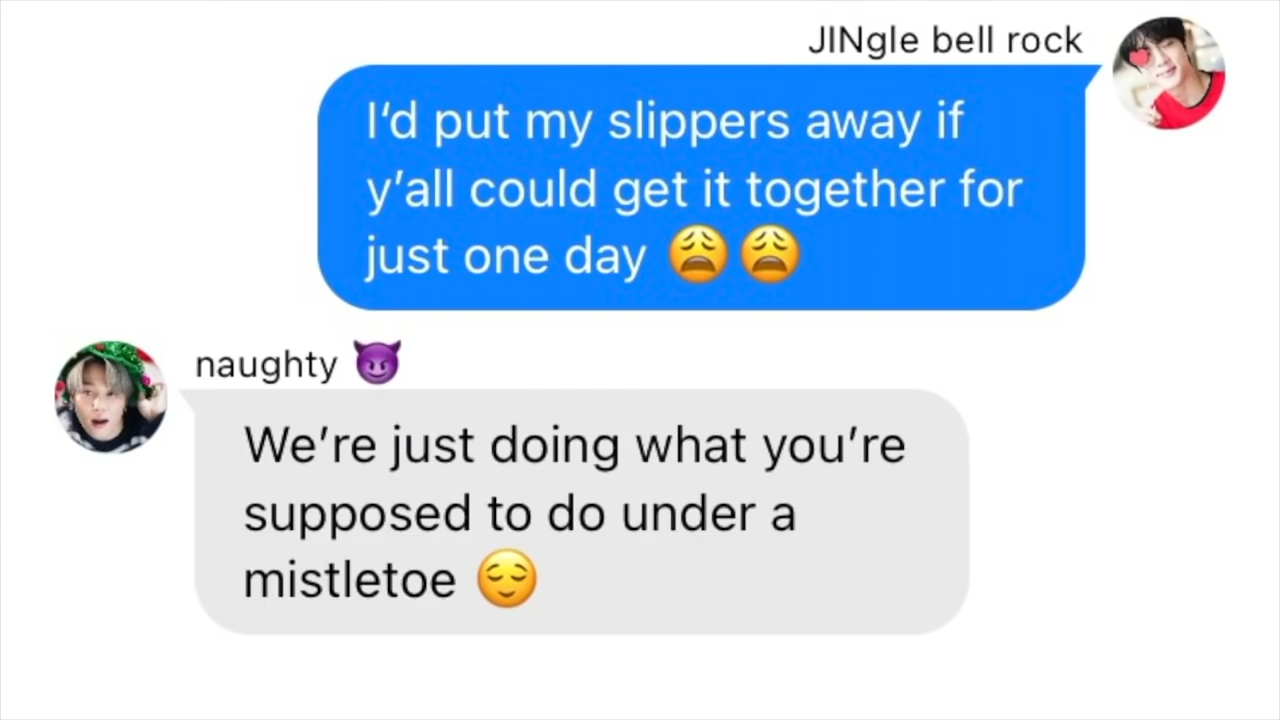 JINgle bell rock
I‘d put my slippers away if
y’all could get it together for
just one day 😩😩
naughty 😈
We’re just doing what you’re
supposed to do under a
mistletoe 😌